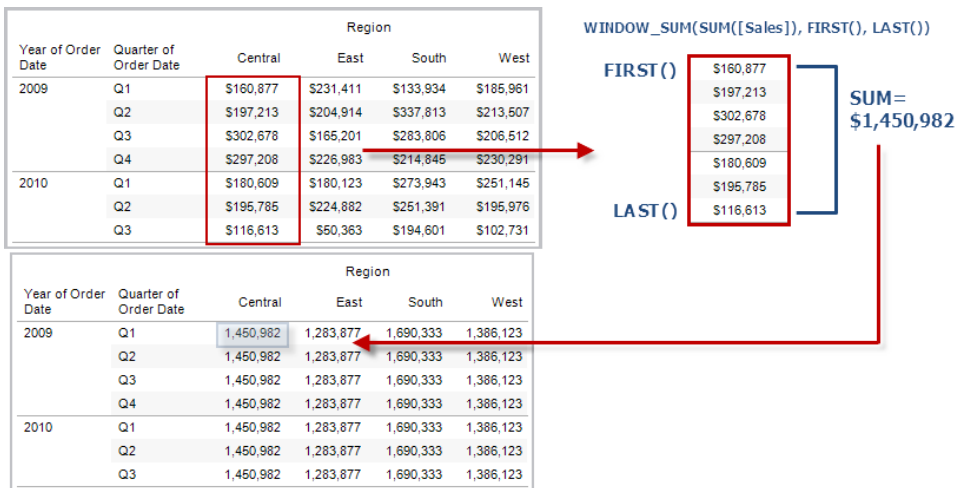 Region
Year of Order Date Quarter of Order Date Central East South West
2009 Q1 $160,877 $231,411 $133,934 $185,961
Q2 $197,213 $204,914 $337,813 $213,507
Q3 $302,678 $165,201 $283,806 $206,512
Q4 $297,208 $226,983 $214,845 $230,291
2010 Q1 $180,609 $180,123 $273,943 $251,145
Q2 $195,785 $224,882 $251,391 $195,976
Q3 $116,613 $50,363 $194,601 $102,731
WINDOW_SUM(SUM([Sales]), FIRST(), LAST())
FIRST() $160,877
$197,213
$302,678
$297,208
$180,609
$195,785
LAST() $116,613
SUM=
$1,450,982
Region
Year of Order Date Quarter of Order Date Central East South West
2009 Q1 1,450,982 1,283,877 1,690,333 1,386,123
Q2 1,450,982 1,283,877 1,690,333 1,386,123
Q3 1,450,982 1,283,877 1,690,333 1,386,123
Q4 1,450,982 1,283,877 1,690,333 1,386,123
2010 Q1 1,450,982 1,283,877 1,690,333 1,386,123
Q2 1,450,982 1,283,877 1,690,333 1,386,123
Q3 1,450,982 1,283,877 1,690,333 1,386,123